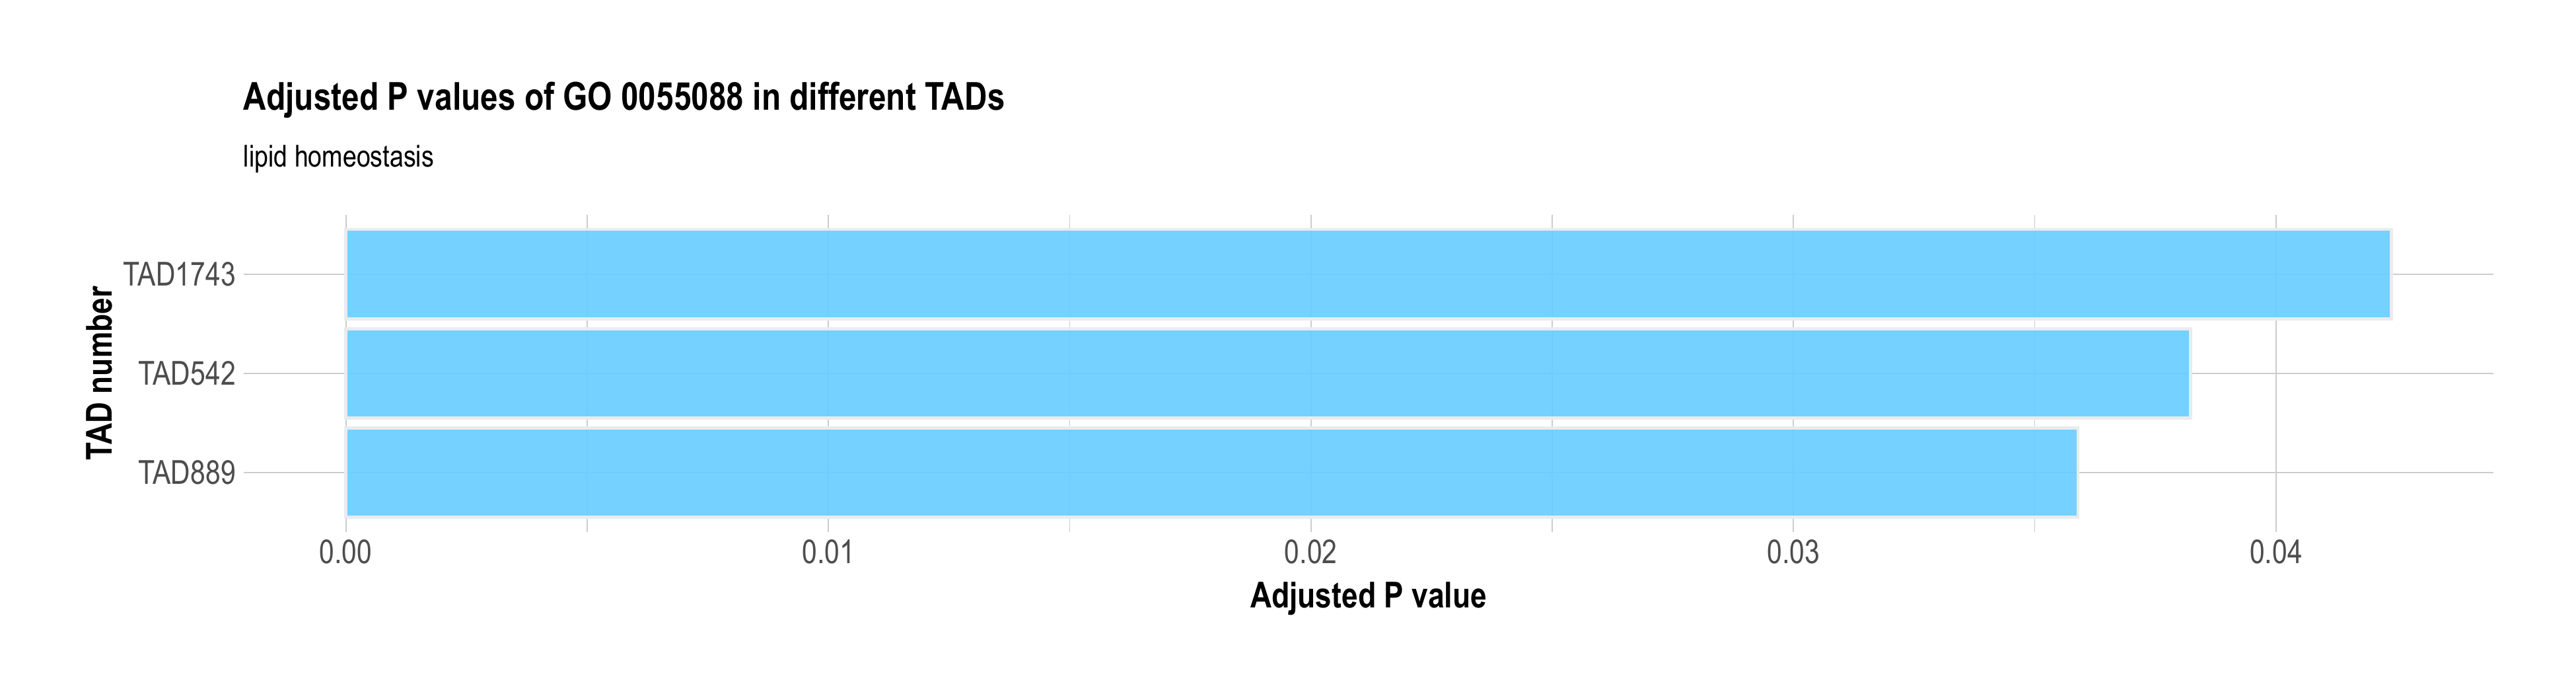 Adjusted P values of GO 0055088 in different TADs
lipid homeostasis
TAD number
TAD1743
TAD542
TAD889
0.00 0.01 0.02 0.03 0.04
Adjusted P value